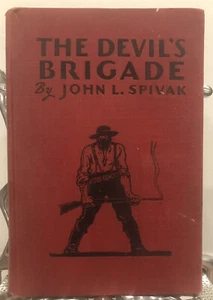 THE DEVIL'S
BRIGADE
By JOHN L. SPIVAK